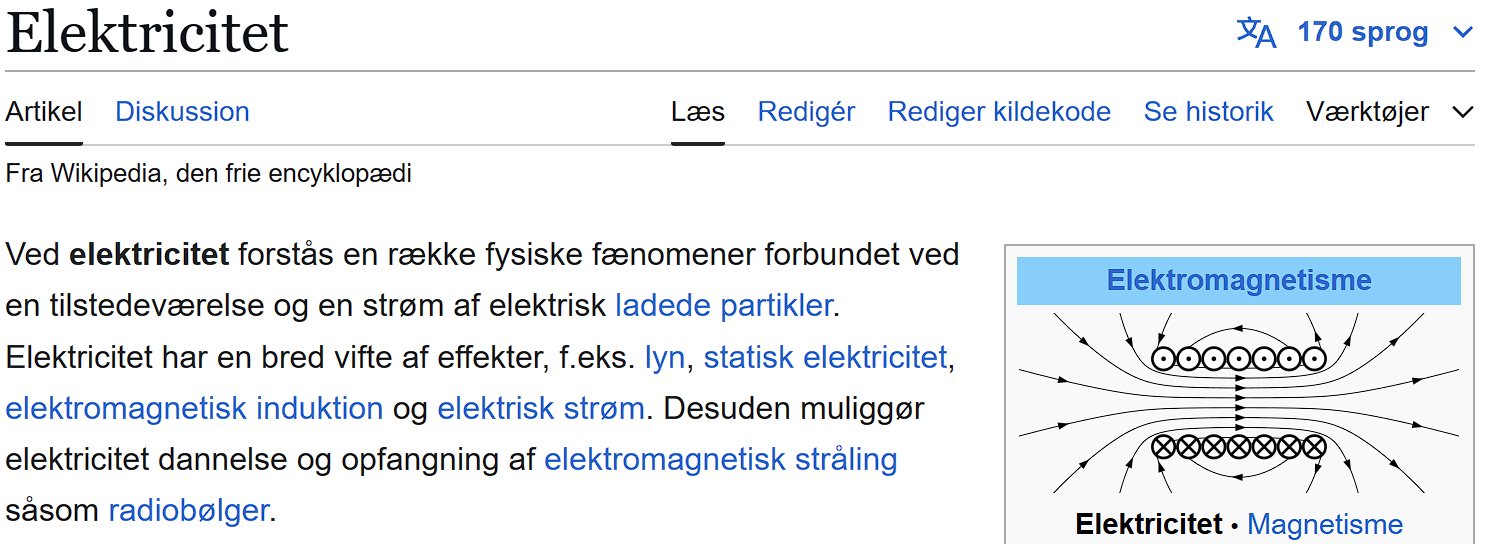 Elektricitet
170 sprog
Artikel Diskussion Læs Redigér Rediger kildekode Se historik Værktøjer
Fra Wikipedia, den frie encyklopædi
Ved elektricitet forstås en række fysiske fænomener forbundet ved
en tilstedeværelse og en strøm af elektrisk ladede partikler.
Elektricitet har en bred vifte af effekter, f.eks. lyn, statisk elektricitet,
elektromagnetisk induktion og elektrisk strøm. Desuden muliggør
elektricitet dannelse og opfangning af elektromagnetisk stråling
såsom radiobølger.
Elektromagnetisme
Elektricitet • Magnetisme